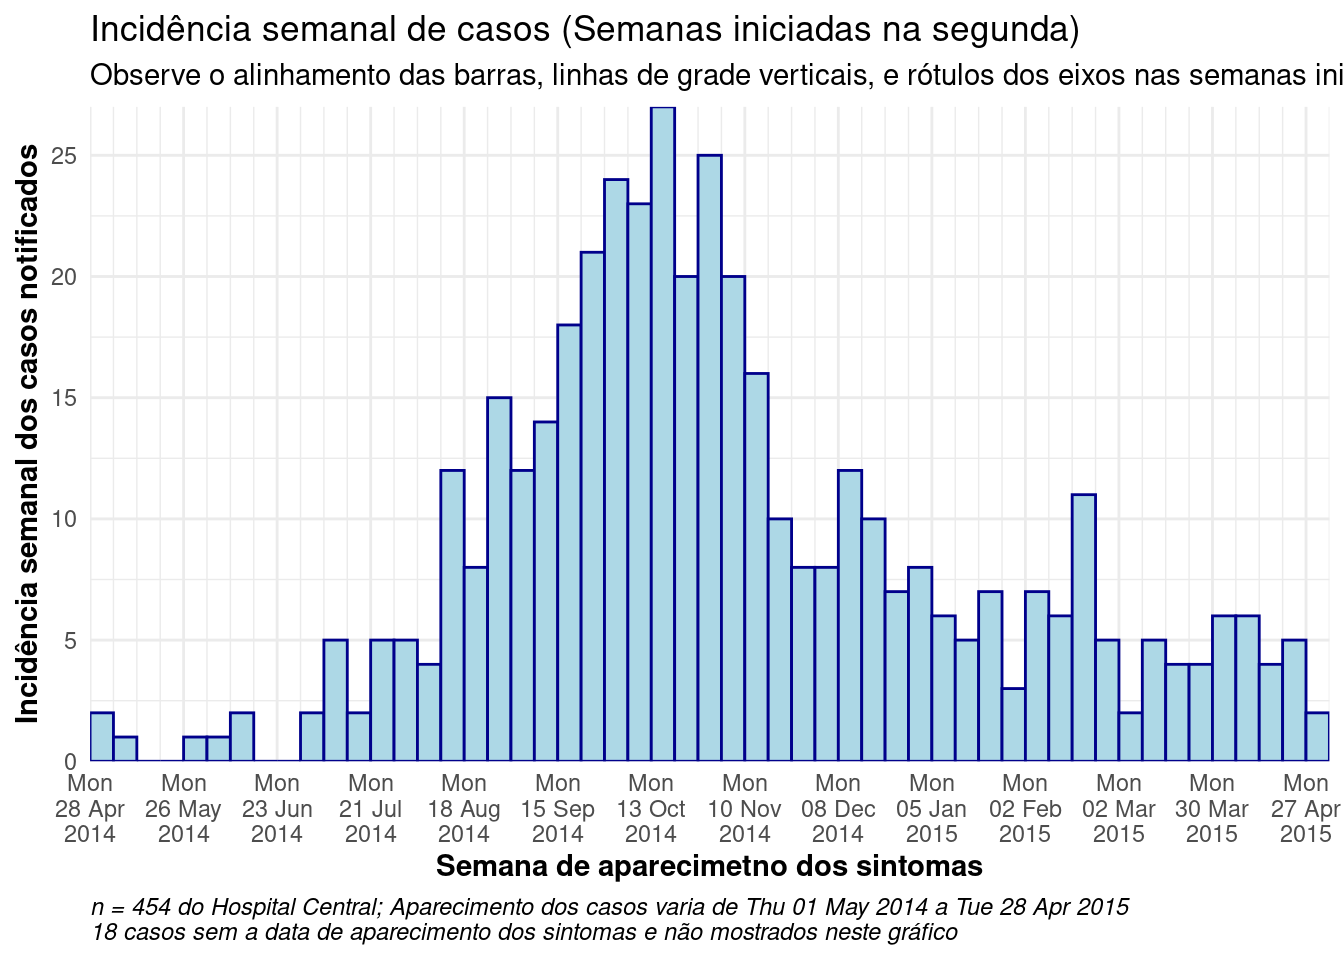 Incidência semanal de casos (Semanas iniciadas na segunda)
Observe o alinhamento das barras, linhas de grade verticais, e rótulos dos eixos nas semanas ini
Incidência semanal dos casos notificados
25
20
15
10
5
0
Mon Mon Mon Mon Mon Mon Mon Mon Mon Mon Mon Mon Mon Mon
28 Apr 26 May 23 Jun 21 Jul 18 Aug 15 Sep 13 Oct 10 Nov 08 Dec 05 Jan 02 Feb 02 Mar 30 Mar 27 Apr
2014 2014 2014 2014 2014 2014 2014 2014 2014 2015 2015 2015 2015 2015
Semana de aparecimetno dos sintomas
n = 454 do Hospital Central; Aparecimento dos casos varia de Thu 01 May 2014 a Tue 28 Apr 2015
18 casos sem a data de aparecimento dos sintomas e não mostrados neste gráfico